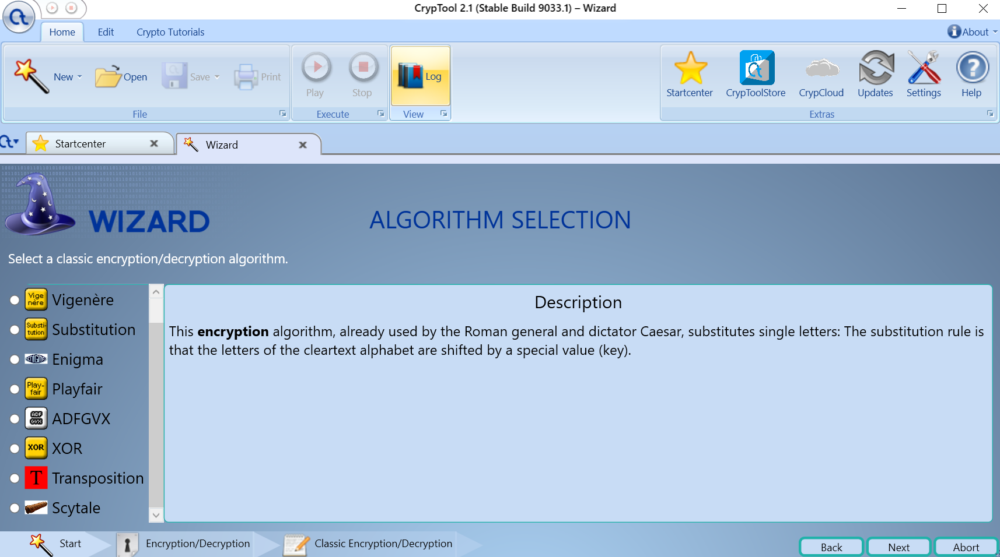 CrypTool 2.1 (Stable Build 9033.1) – Wizard
Home Edit Crypto Tutorials About
New Open Save Print Play Stop Log Startcenter CrypToolStore CrypCloud Updates Settings Help
File Execute View Extras
Startcenter Wizard
WIZARD
ALGORITHM SELECTION
Select a classic encryption/decryption algorithm.
Vige
nère
Vigenère
Substi-
tution
Substitution
ENIGMA
Enigma
Play-
fair
Playfair
ADF
GVX
ADFGVX
XOR
XOR
T
Transposition
Scytale
Description
This encryption algorithm, already used by the Roman general and dictator Caesar, substitutes single letters: The substitution rule is
that the letters of the cleartext alphabet are shifted by a special value (key).
Start Encryption/Decryption Classic Encryption/Decryption
Back Next Abort